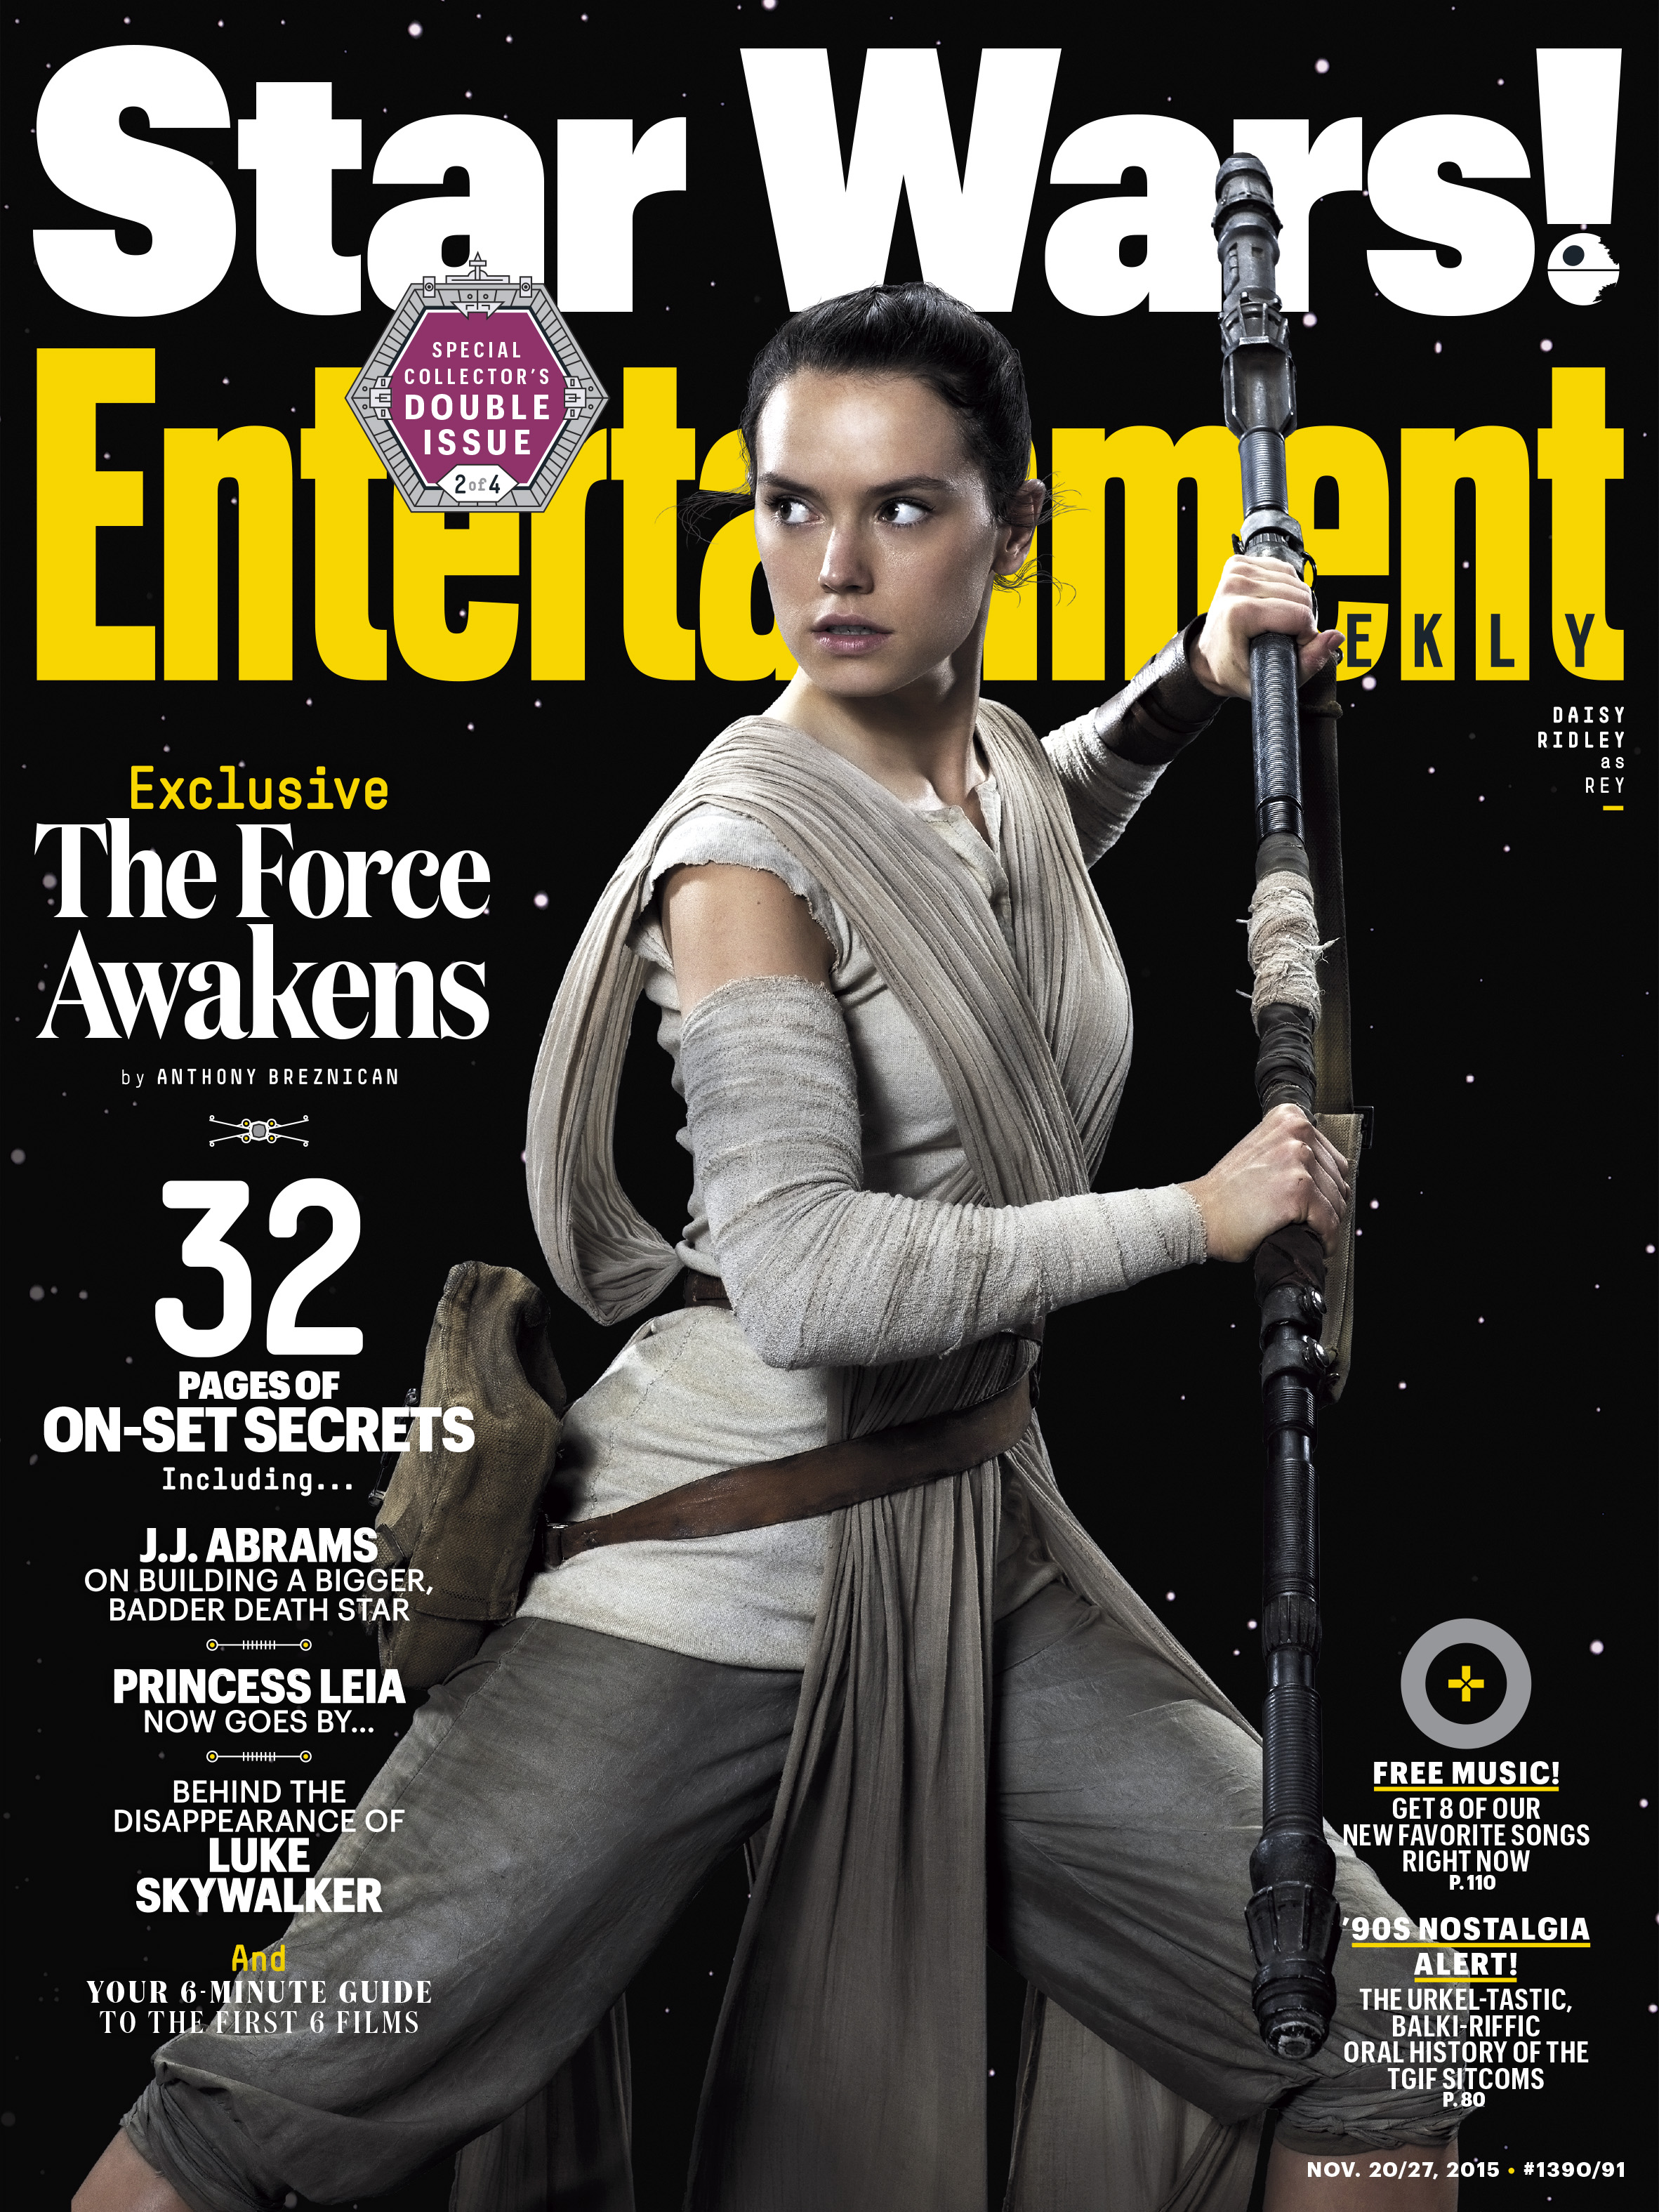 Star Wars!
Entertainment
EKLY
SPECIAL
COLLECTOR'S
DOUBLE
ISSUE
2 of 4
DAISY
RIDLEY
as
REY
Exclusive
The Force
Awakens
by ANTHONY BREZNICAN
32
PAGES OF
ON-SET SECRETS
Including...
J.J. ABRAMS
ON BUILDING A BIGGER,
BADDER DEATH STAR
PRINCESS LEIA
NOW GOES BY...
BEHIND THE
DISAPPEARANCE OF
LUKE
SKYWALKER
And
YOUR 6-MINUTE GUIDE
TO THE FIRST 6 FILMS
FREE MUSIC!
GET 8 OF OUR
NEW FAVORITE SONGS
RIGHT NOW
P. 110
'90S NOSTALGIA
ALERT!
THE URKEL-TASTIC,
BALKI-RIFFIC
ORAL HISTORY OF THE
TGIF SITCOMS
P. 80
NOV. 20/27, 2015 • #1390/91